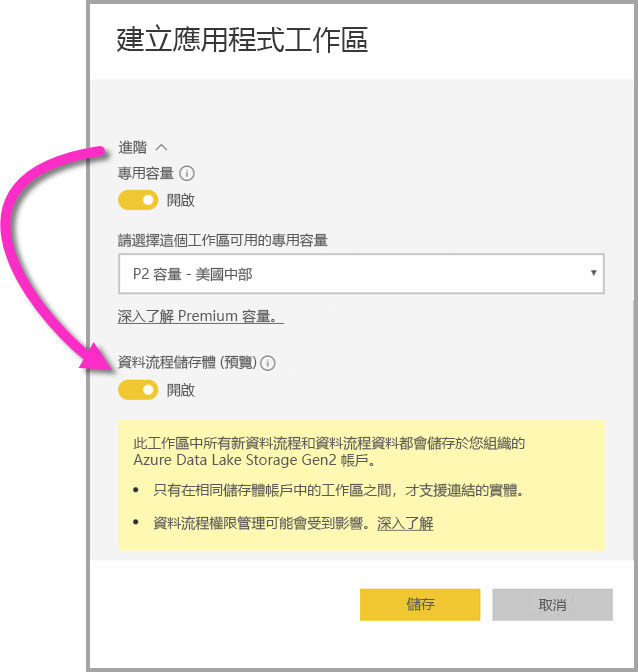 建立應用程式工作區
進階
專用容量
開啟
請選擇這個工作區可用的專用容量
P2 容量 - 美國中部
深入了解 Premium 容量。
資料流程儲存體 (預覽)
開啟
此工作區中所有新資料流程和資料流程資料都會儲存於您組織的
Azure Data Lake Storage Gen2 帳戶。
• 只有在相同儲存體帳戶中的工作區之間，才支援連結的實體。
• 資料流程權限管理可能會受到影響。深入了解
儲存 取消